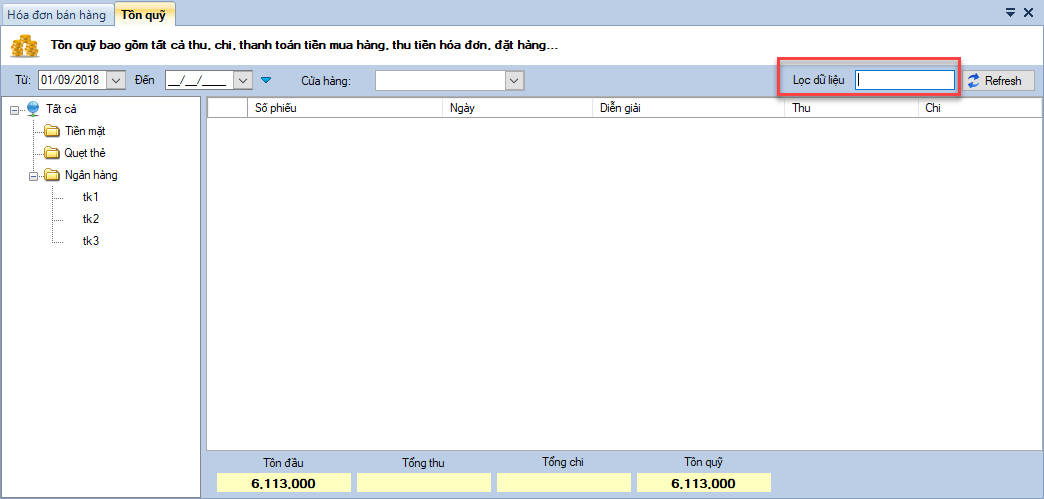 Hóa đơn bán hàng Tồn quỹ
Tồn quỹ bao gồm tất cả thu, chi, thanh toán tiền mua hàng, thu tiền hóa đơn, đặt hàng...
Từ: 01/09/2018 Đến __/__/____ Cửa hàng: Lọc dữ liệu Refresh
Tất cả
Tiền mặt
Quẹt thẻ
Ngân hàng
tk1
tk2
tk3
Số phiếu Ngày Diễn giải Thu Chi
Tồn đầu Tổng thu Tổng chi Tồn quỹ
6,113,000 6,113,000